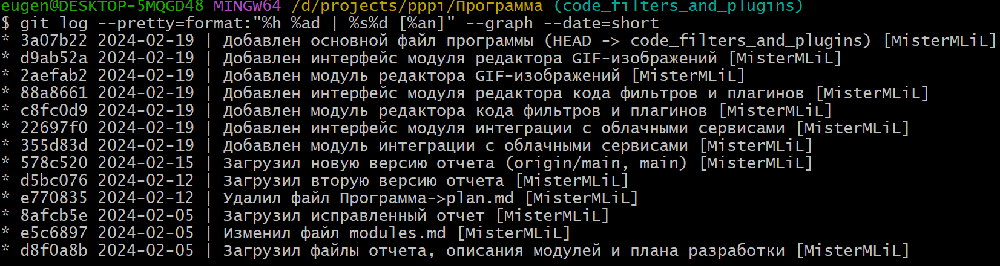 eugen@DESKTOP-5MQGD48 MINGW64 /d/projects/pppi/Программа (code_filters_and_plugins)
$ git log --pretty=format:"%h %ad | %s%d [%an]" --graph --date=short
* 3a07b22 2024-02-19 | Добавлен основной файл программы (HEAD -> code_filters_and_plugins) [MisterMLiL]
* d9ab52a 2024-02-19 | Добавлен интерфейс модуля редактора GIF-изображений [MisterMLiL]
* 2aefab2 2024-02-19 | Добавлен модуль редактора GIF-изображений [MisterMLiL]
* 88a8661 2024-02-19 | Добавлен интерфейс модуля редактора кода фильтров и плагинов [MisterMLiL]
* c8fc0d9 2024-02-19 | Добавлен модуль редактора кода фильтров и плагинов [MisterMLiL]
* 22697f0 2024-02-19 | Добавлен интерфейс модуля интеграции с облачными сервисами [MisterMLiL]
* 355d83d 2024-02-19 | Добавлен модуль интеграции с облачными сервисами [MisterMLiL]
* 578c520 2024-02-15 | Загрузил новую версию отчета (origin/main, main) [MisterMLiL]
* d5bc076 2024-02-12 | Загрузил вторую версию отчета [MisterMLiL]
* e770835 2024-02-12 | Удалил файл Программа->plan.md [MisterMLiL]
* 8afcb5e 2024-02-05 | Загрузил исправленный отчет [MisterMLiL]
* e5c6897 2024-02-05 | Изменил файл modules.md [MisterMLiL]
* d8f0a8b 2024-02-05 | Загрузил файлы отчета, описания модулей и плана разработки [MisterMLiL]